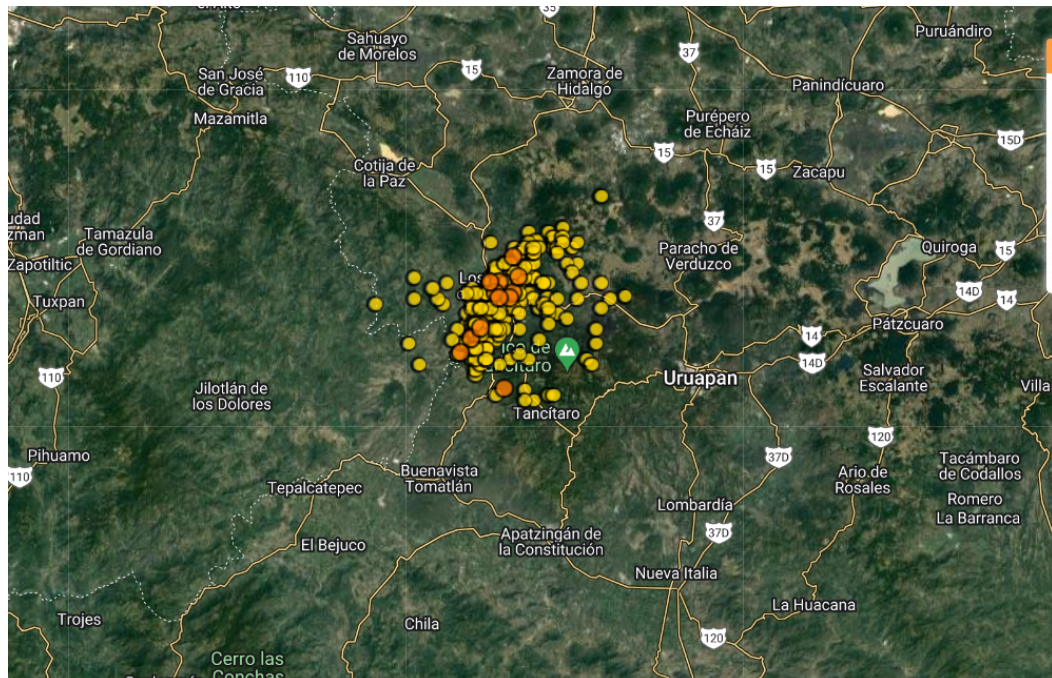 35
Puruándiro
Sahuayo
de Morelos
37
15
San José
de Gracia
110
Zamora de
Hidalgo
Panindícuaro
Mazamitla
Purépero
de Echáiz
15D
15
Cotija de
la Paz
15
Zacapu
Tamazula
de Gordiano
37
Zapotiltic
Paracho de
Verduzco
Quiroga
15
Los
Tuxpan
14D
14
14
Pátzcuaro
14D
110
Uruapan
Salvador
Escalante
Jilotlán de
los Dolores
Tancítaro
120
Pihuamo
110
Buenavista
Tomatlán
37D
Ario de
Rosales
Tacámbaro
de Codallos
Tepalcatepec
Romero
Lombardía
La Barranca
37D
El Bejuco
Apatzingán de
la Constitución
Nueva Italia
La Huacana
Trojes
Chila
120
Cerro las
Conchas